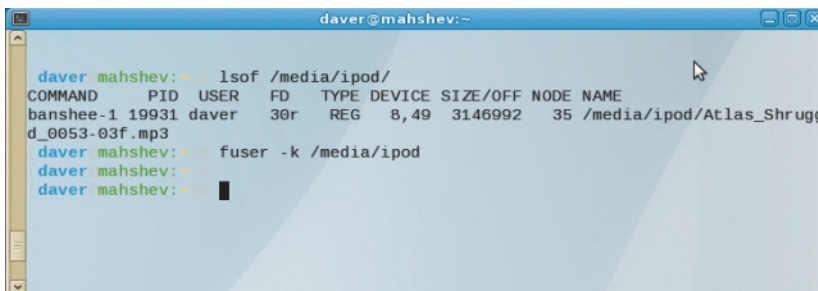 daver@mahshev:~
daver mahshev:~$ lsof /media/ipod/
COMMAND PID USER FD TYPE DEVICE SIZE/OFF NODE NAME
banshee-1 19931 daver 30r REG 8,49 3146992 35 /media/ipod/Atlas_Shrugg
d_0053-03f.mp3
daver mahshev:~$ fuser -k /media/ipod
daver mahshev:~$
daver mahshev:~$